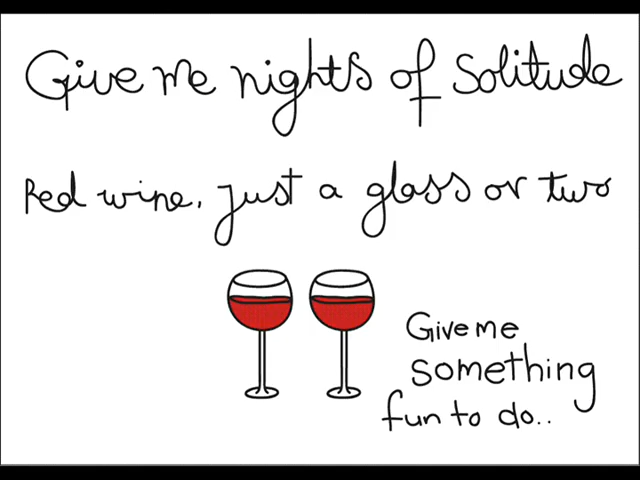 Give me nights of Solitude
Red wine, just a glass or two
Give me
something
fun to do..